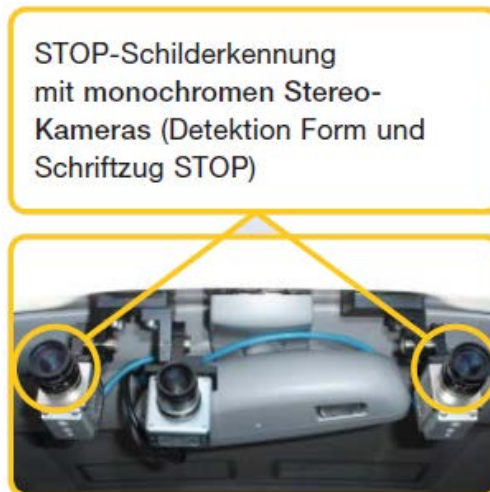 STOP-Schilderkennung
mit monochromen Stereo-
Kameras (Detektion Form und
Schriftzug STOP)